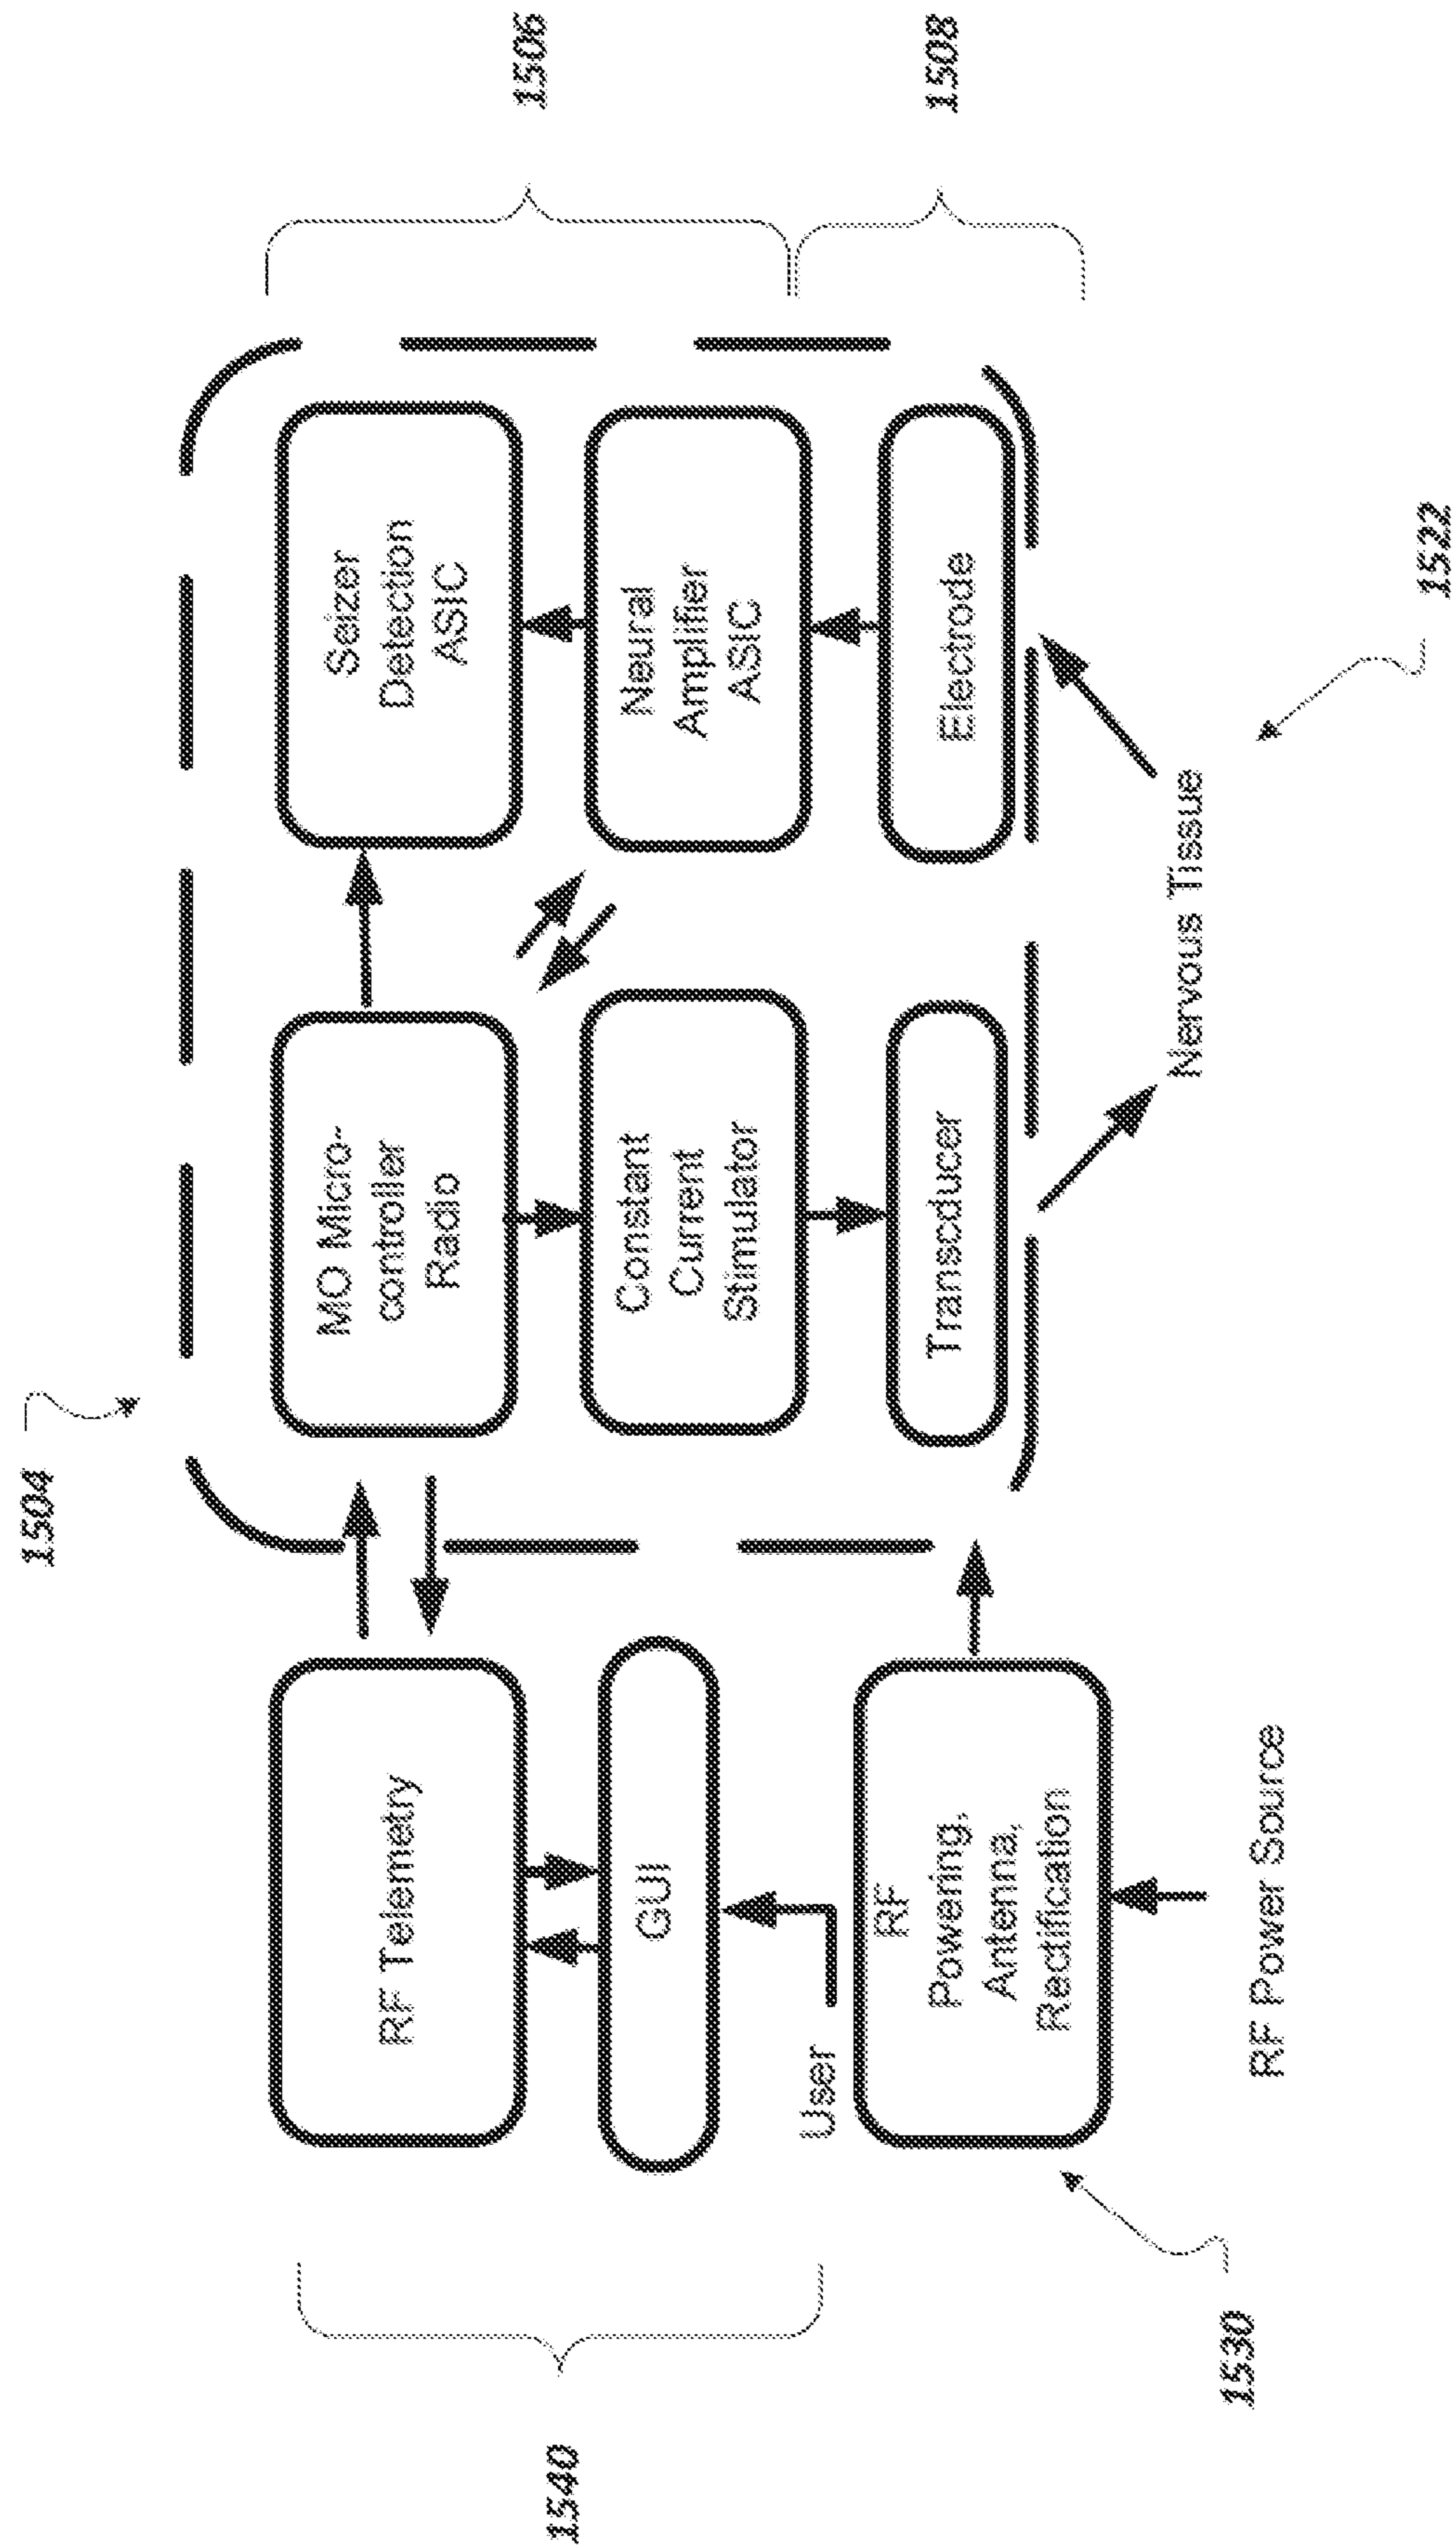 1504
RF Telemetry
MO Micro-
controller
Radio
Seizer
Detection
ASIC
1506
1540
GUI
Constant
Current
Stimulator
Neural
Amplifier
ASIC
User
RF
Powering,
Antenna,
Rectification
Transcducer
Electrode
1508
Nervous Tissue
1530
RF Power Source
1522